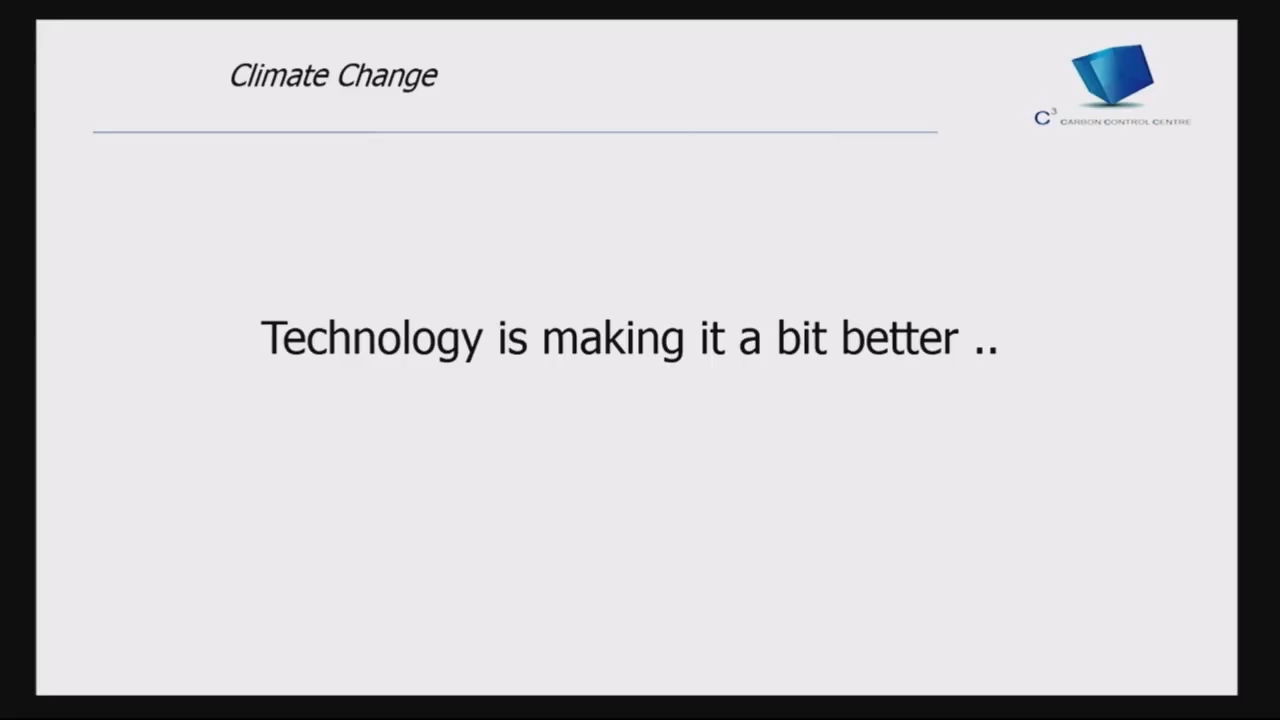 Climate Change
C³ CARBON CONTROL CENTRE
Technology is making it a bit better ..